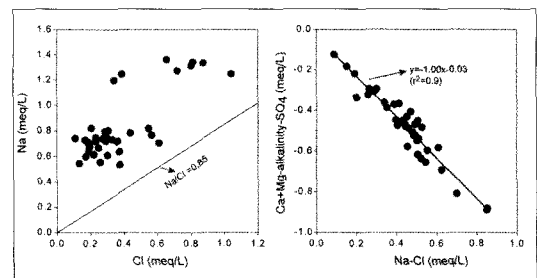 1.6
1.4
1.2
1.0
0.8
0.6
0.4
0.2
0.0
Na (meq/L)
Na/Cl =0.85
0.0 0.2 0.4 0.6 0.8 1.0 1.2
Cl (meq/L)
-0.0
-0.2
-0.4
-0.6
-0.8
-1.0
Ca+Mg-alkalinity-SO4 (meq/L)
y=-1.00x-0.03
(r²=0.9)
0.0 0.2 0.4 0.6 0.8 1.0
Na-Cl (meq/L)